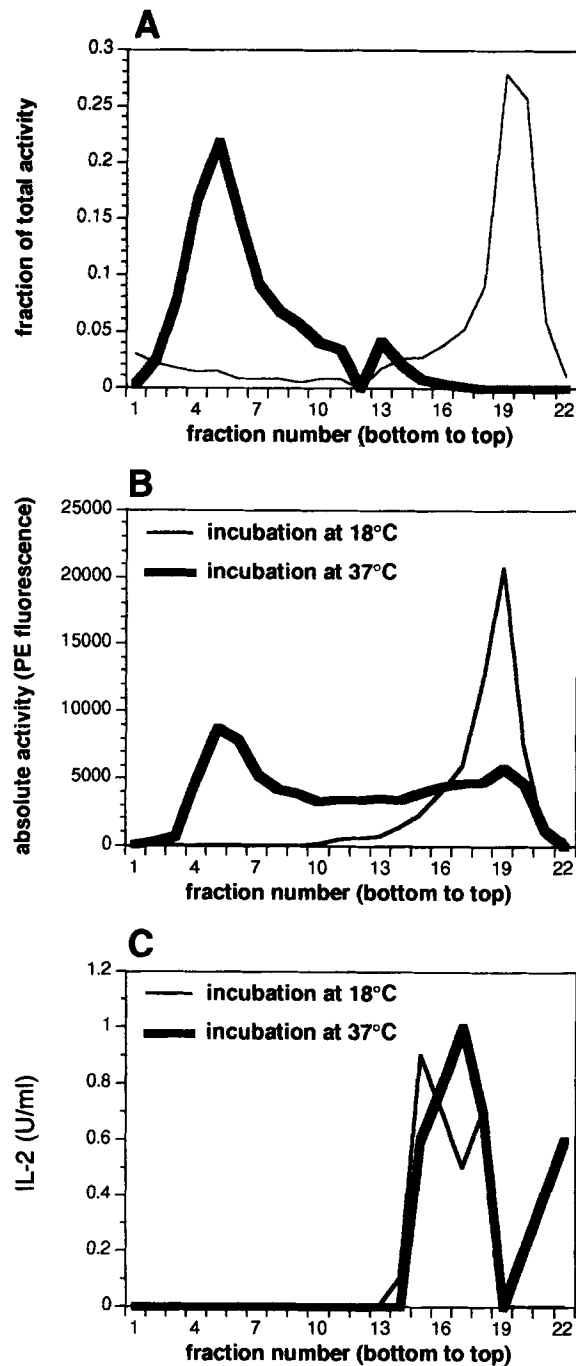 A
fraction of total activity
0.3
0.25
0.2
0.15
0.1
0.05
0
1 4 7 10 13 16 19 22
fraction number (bottom to top)
B
absolute activity (PE fluorescence)
25000
20000
15000
10000
5000
0
incubation at 18°C
incubation at 37°C
1 4 7 10 13 16 19 22
fraction number (bottom to top)
C
IL-2 (U/ml)
1.2
1
0.8
0.6
0.4
0.2
0
incubation at 18°C
incubation at 37°C
1 4 7 10 13 16 19 22
fraction number (bottom to top)